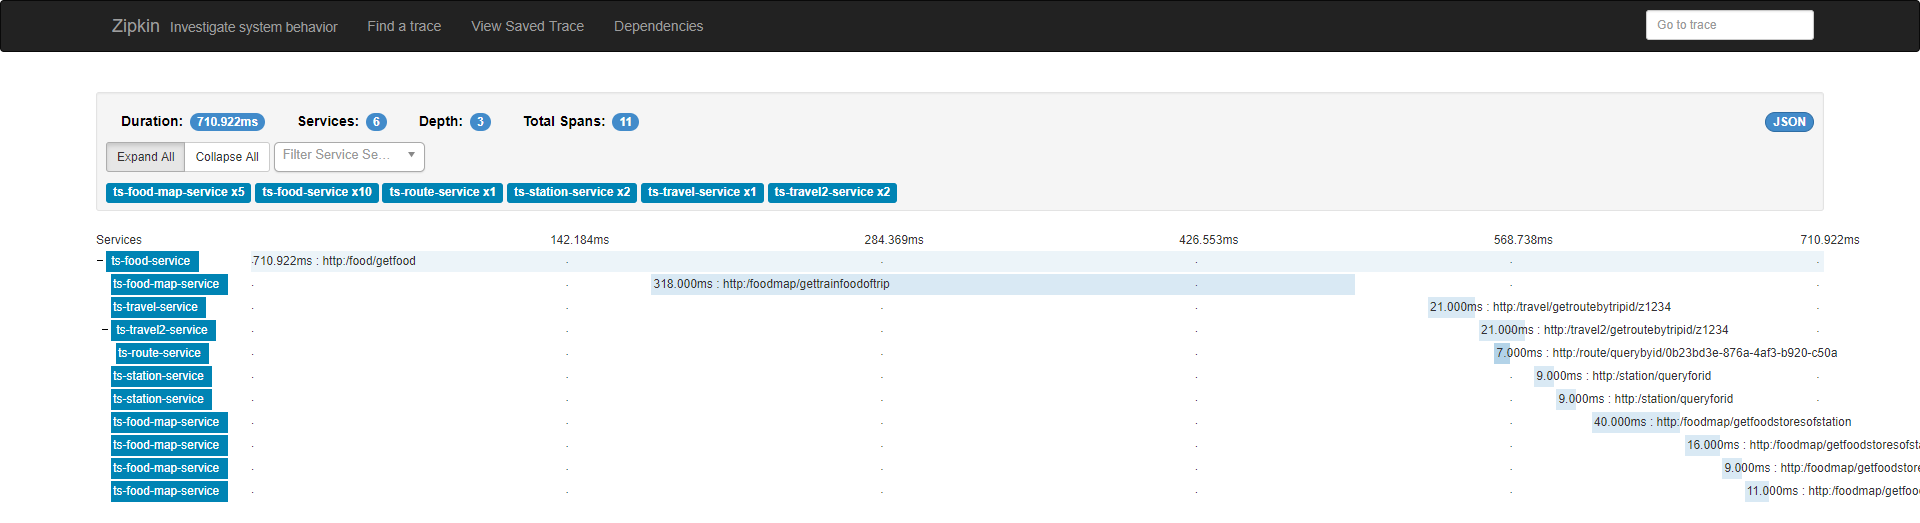 Zipkin Investigate system behavior Find a trace View Saved Trace Dependencies Go to trace
Duration: 710.922ms Services: 6 Depth: 3 Total Spans: 11 JSON
Expand All Collapse All Filter Service Se...
ts-food-map-service x5 ts-food-service x10 ts-route-service x1 ts-station-service x2 ts-travel-service x1 ts-travel2-service x2
Services 142.184ms 284.369ms 426.553ms 568.738ms 710.922ms
− ts-food-service 710.922ms : http:/food/getfood
ts-food-map-service 318.000ms : http:/foodmap/gettrainfoodoftrip
ts-travel-service 21.000ms : http:/travel/getroutebytripid/z1234
− ts-travel2-service 21.000ms : http:/travel2/getroutebytripid/z1234
ts-route-service 7.000ms : http:/route/querybyid/0b23bd3e-876a-4af3-b920-c50a
ts-station-service 9.000ms : http:/station/queryforid
ts-station-service 9.000ms : http:/station/queryforid
ts-food-map-service 40.000ms : http:/foodmap/getfoodstoresofstation
ts-food-map-service 16.000ms : http:/foodmap/getfoodstoresofsta
ts-food-map-service 9.000ms : http:/foodmap/getfoodstore
ts-food-map-service 11.000ms : http:/foodmap/getfoo